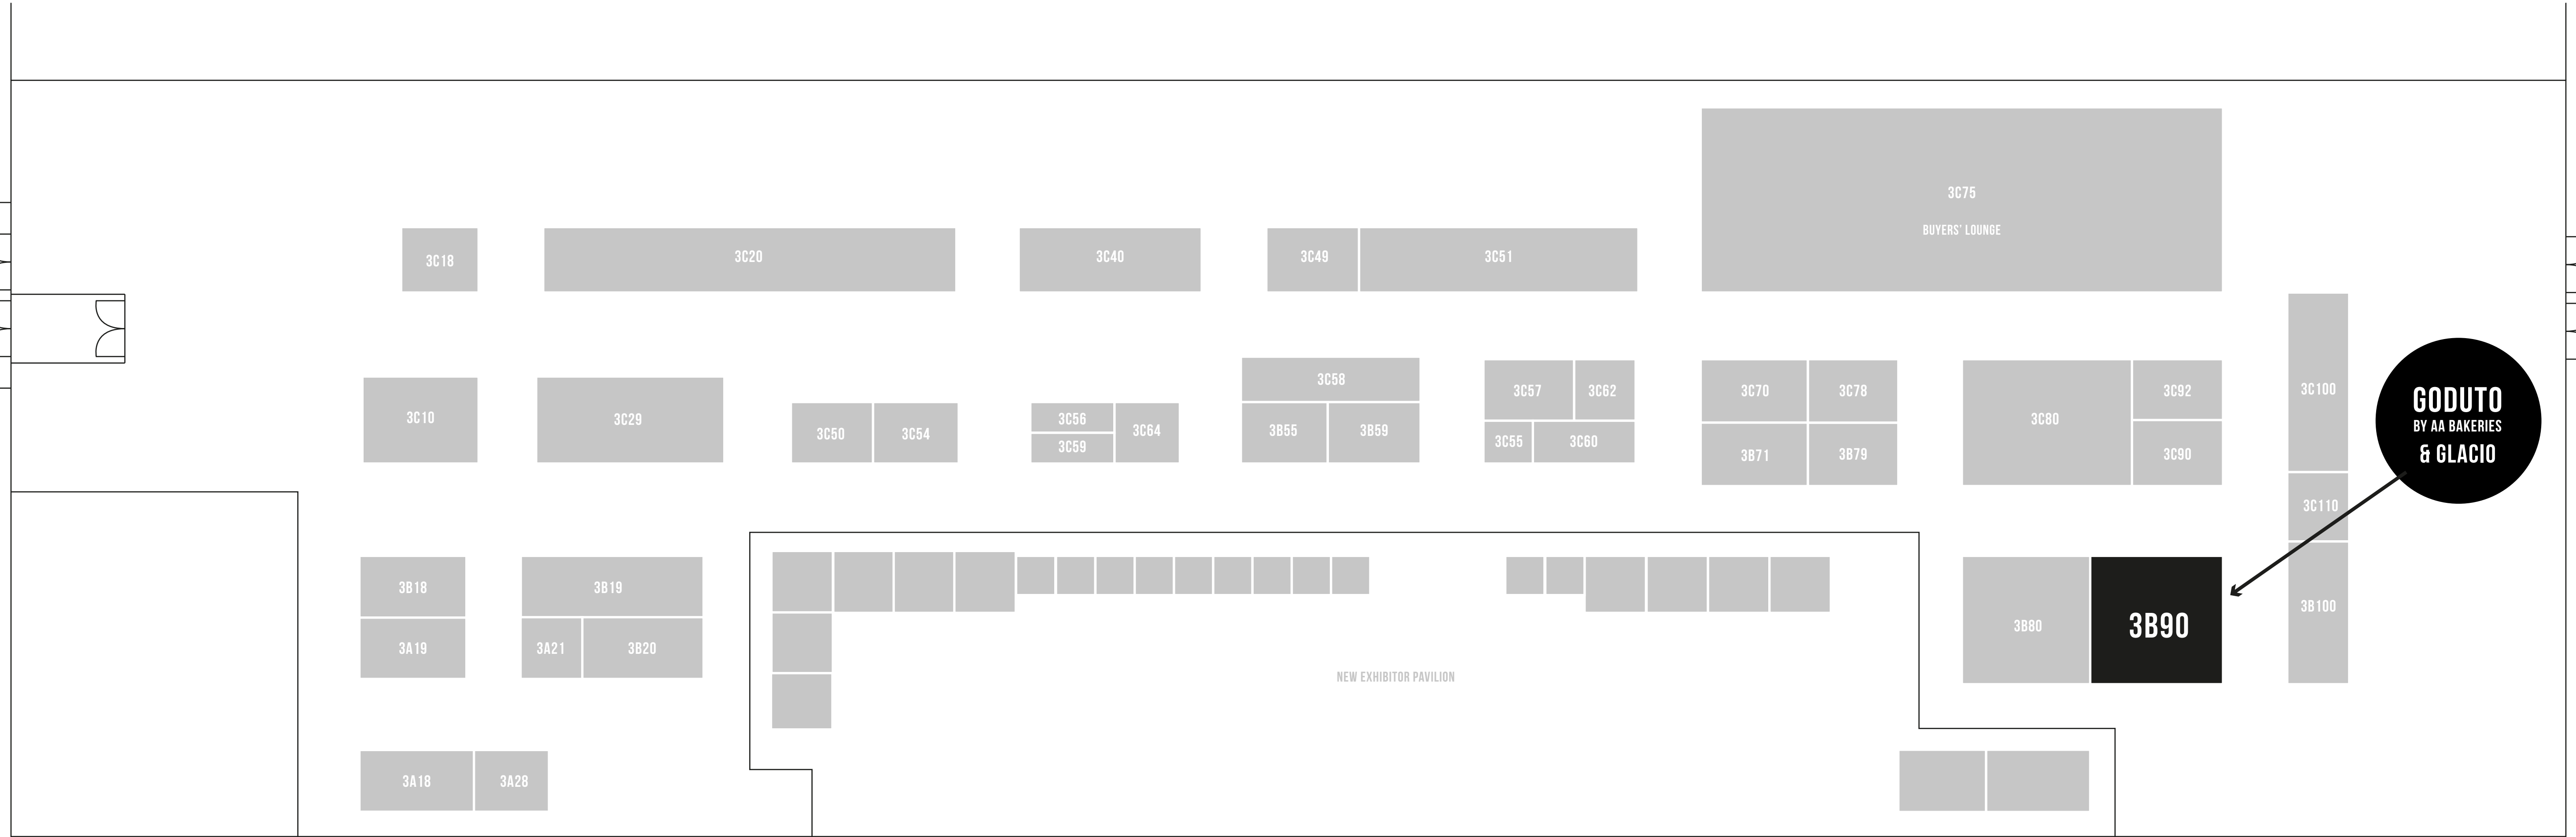 3C75
BUYERS' LOUNGE
3C18
3C20
3C40
3C49
3C51
3C10
3C29
3C50
3C54
3C56
3C59
3C64
3C58
3B55
3B59
3C57
3C62
3C55
3C60
3C70
3C78
3B71
3B79
3C80
3C92
3C90
3C100
3C110
3B100
GODUTO
BY AA BAKERIES
& GLACIO
3B18
3A19
3B19
3A21
3B20
NEW EXHIBITOR PAVILION
3B80
3B90
3A18
3A28